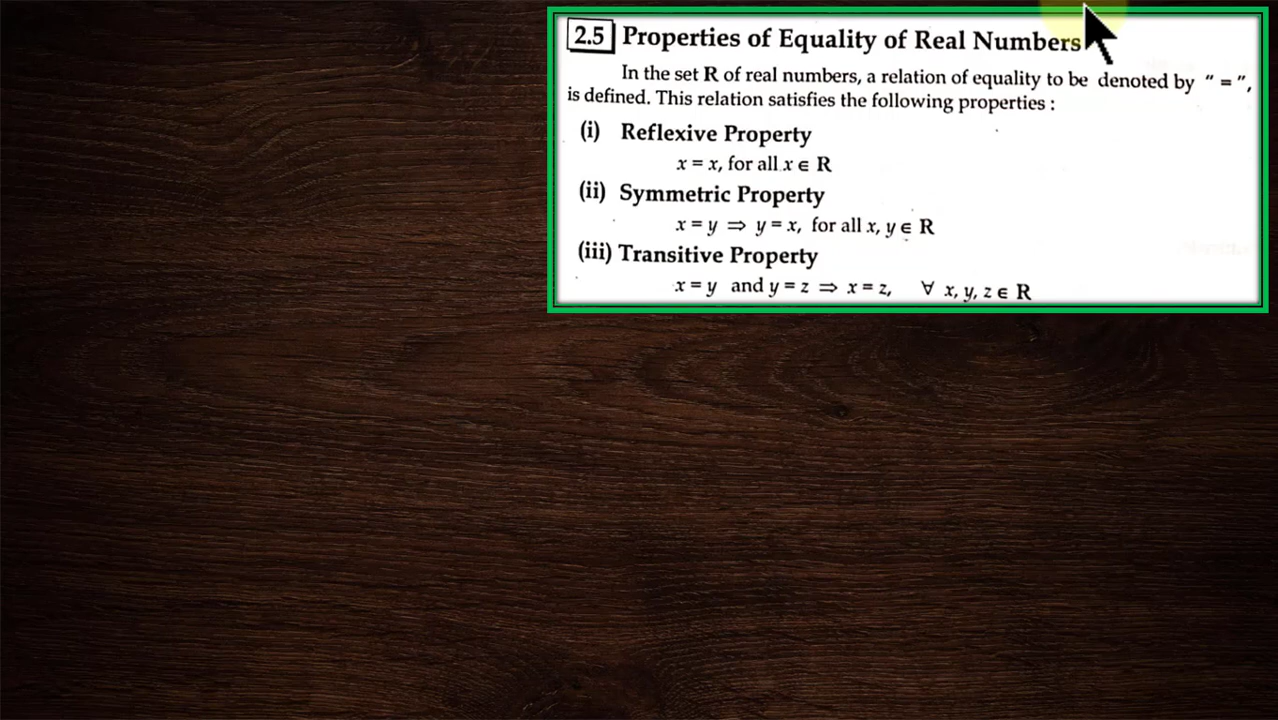 2.5 Properties of Equality of Real Numbers
In the set R of real numbers, a relation of equality to be denoted by “ = ”,
is defined. This relation satisfies the following properties :
(i) Reflexive Property
x = x, for all x ∈ R
(ii) Symmetric Property
x = y ⇒ y = x, for all x, y ∈ R
(iii) Transitive Property
x = y and y = z ⇒ x = z, ∀ x, y, z ∈ R